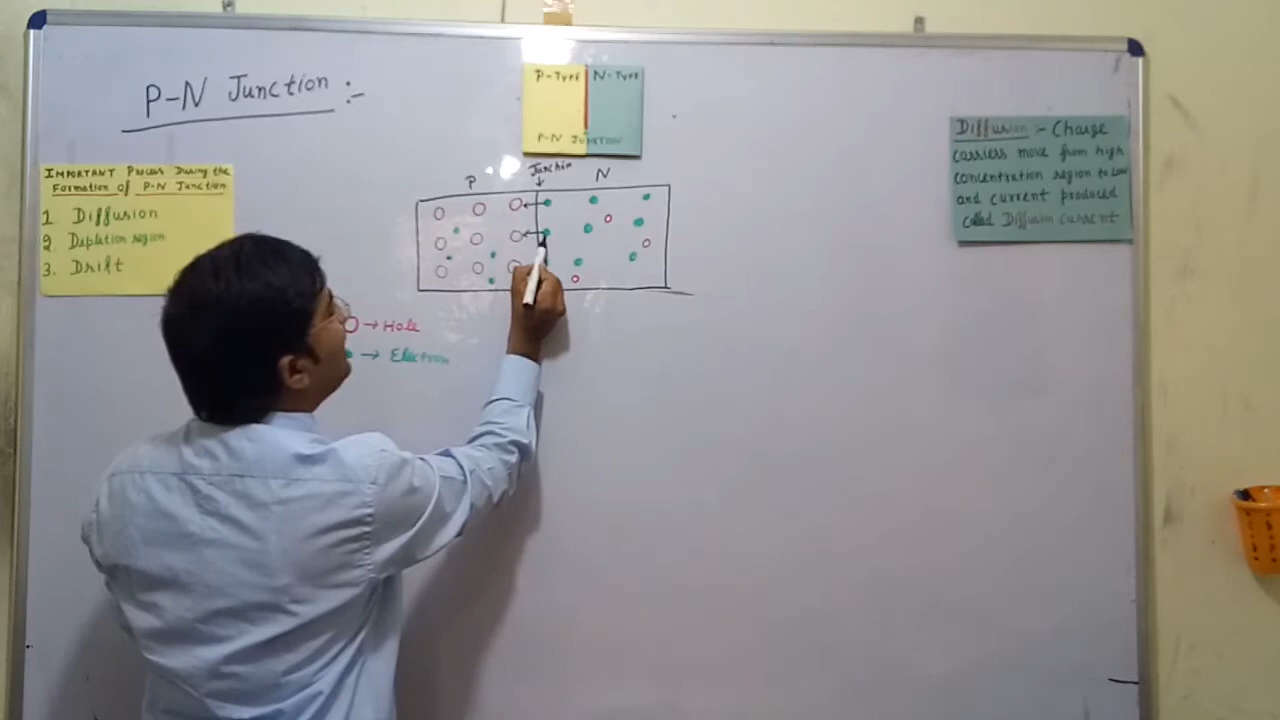 P-N Junction :-
P-TYPE N-TYPE
P-N JUNCTION
Diffusion :- Charge
carriers move from high
concentration region to low
and current produced
called Diffusion current
IMPORTANT Process During the
Formation of P-N Junction
1. Diffusion
2. Depletion region
3. Drift
Junction
P N
→ Hole
→ Electron